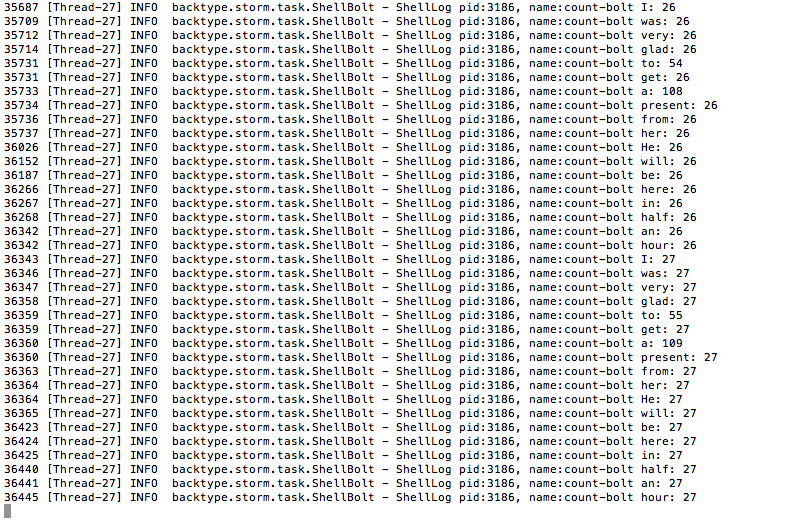 35687 [Thread-27] INFO  backtype.storm.task.ShellBolt - ShellLog pid:3186, name:count-bolt I: 26
35709 [Thread-27] INFO  backtype.storm.task.ShellBolt - ShellLog pid:3186, name:count-bolt was: 26
35712 [Thread-27] INFO  backtype.storm.task.ShellBolt - ShellLog pid:3186, name:count-bolt very: 26
35714 [Thread-27] INFO  backtype.storm.task.ShellBolt - ShellLog pid:3186, name:count-bolt glad: 26
35731 [Thread-27] INFO  backtype.storm.task.ShellBolt - ShellLog pid:3186, name:count-bolt to: 54
35731 [Thread-27] INFO  backtype.storm.task.ShellBolt - ShellLog pid:3186, name:count-bolt get: 26
35733 [Thread-27] INFO  backtype.storm.task.ShellBolt - ShellLog pid:3186, name:count-bolt a: 108
35734 [Thread-27] INFO  backtype.storm.task.ShellBolt - ShellLog pid:3186, name:count-bolt present: 26
35736 [Thread-27] INFO  backtype.storm.task.ShellBolt - ShellLog pid:3186, name:count-bolt from: 26
35737 [Thread-27] INFO  backtype.storm.task.ShellBolt - ShellLog pid:3186, name:count-bolt her: 26
36026 [Thread-27] INFO  backtype.storm.task.ShellBolt - ShellLog pid:3186, name:count-bolt He: 26
36152 [Thread-27] INFO  backtype.storm.task.ShellBolt - ShellLog pid:3186, name:count-bolt will: 26
36187 [Thread-27] INFO  backtype.storm.task.ShellBolt - ShellLog pid:3186, name:count-bolt be: 26
36266 [Thread-27] INFO  backtype.storm.task.ShellBolt - ShellLog pid:3186, name:count-bolt here: 26
36267 [Thread-27] INFO  backtype.storm.task.ShellBolt - ShellLog pid:3186, name:count-bolt in: 26
36268 [Thread-27] INFO  backtype.storm.task.ShellBolt - ShellLog pid:3186, name:count-bolt half: 26
36342 [Thread-27] INFO  backtype.storm.task.ShellBolt - ShellLog pid:3186, name:count-bolt an: 26
36342 [Thread-27] INFO  backtype.storm.task.ShellBolt - ShellLog pid:3186, name:count-bolt hour: 26
36343 [Thread-27] INFO  backtype.storm.task.ShellBolt - ShellLog pid:3186, name:count-bolt I: 27
36346 [Thread-27] INFO  backtype.storm.task.ShellBolt - ShellLog pid:3186, name:count-bolt was: 27
36347 [Thread-27] INFO  backtype.storm.task.ShellBolt - ShellLog pid:3186, name:count-bolt very: 27
36358 [Thread-27] INFO  backtype.storm.task.ShellBolt - ShellLog pid:3186, name:count-bolt glad: 27
36359 [Thread-27] INFO  backtype.storm.task.ShellBolt - ShellLog pid:3186, name:count-bolt to: 55
36359 [Thread-27] INFO  backtype.storm.task.ShellBolt - ShellLog pid:3186, name:count-bolt get: 27
36360 [Thread-27] INFO  backtype.storm.task.ShellBolt - ShellLog pid:3186, name:count-bolt a: 109
36360 [Thread-27] INFO  backtype.storm.task.ShellBolt - ShellLog pid:3186, name:count-bolt present: 27
36363 [Thread-27] INFO  backtype.storm.task.ShellBolt - ShellLog pid:3186, name:count-bolt from: 27
36364 [Thread-27] INFO  backtype.storm.task.ShellBolt - ShellLog pid:3186, name:count-bolt her: 27
36364 [Thread-27] INFO  backtype.storm.task.ShellBolt - ShellLog pid:3186, name:count-bolt He: 27
36365 [Thread-27] INFO  backtype.storm.task.ShellBolt - ShellLog pid:3186, name:count-bolt will: 27
36423 [Thread-27] INFO  backtype.storm.task.ShellBolt - ShellLog pid:3186, name:count-bolt be: 27
36424 [Thread-27] INFO  backtype.storm.task.ShellBolt - ShellLog pid:3186, name:count-bolt here: 27
36425 [Thread-27] INFO  backtype.storm.task.ShellBolt - ShellLog pid:3186, name:count-bolt in: 27
36440 [Thread-27] INFO  backtype.storm.task.ShellBolt - ShellLog pid:3186, name:count-bolt half: 27
36441 [Thread-27] INFO  backtype.storm.task.ShellBolt - ShellLog pid:3186, name:count-bolt an: 27
36445 [Thread-27] INFO  backtype.storm.task.ShellBolt - ShellLog pid:3186, name:count-bolt hour: 27